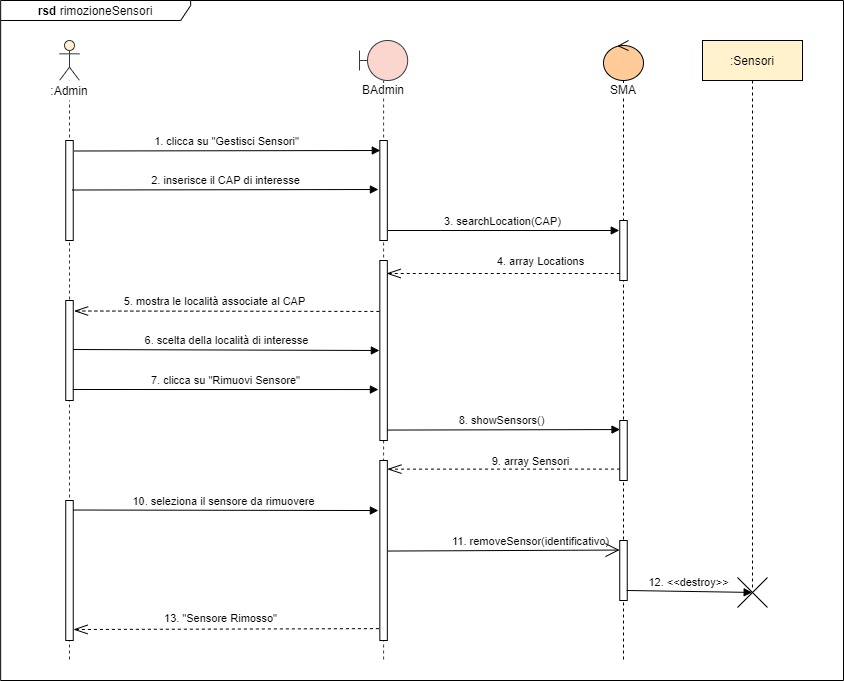 rsd rimozioneSensori
:Admin
BAdmin
SMA
:Sensori
1. clicca su "Gestisci Sensori"
2. inserisce il CAP di interesse
3. searchLocation(CAP)
4. array Locations
5. mostra le località associate al CAP
6. scelta della località di interesse
7. clicca su "Rimuovi Sensore"
8. showSensors()
9. array Sensori
10. seleziona il sensore da rimuovere
11. removeSensor(identificativo)
12. <<destroy>>
13. "Sensore Rimosso"